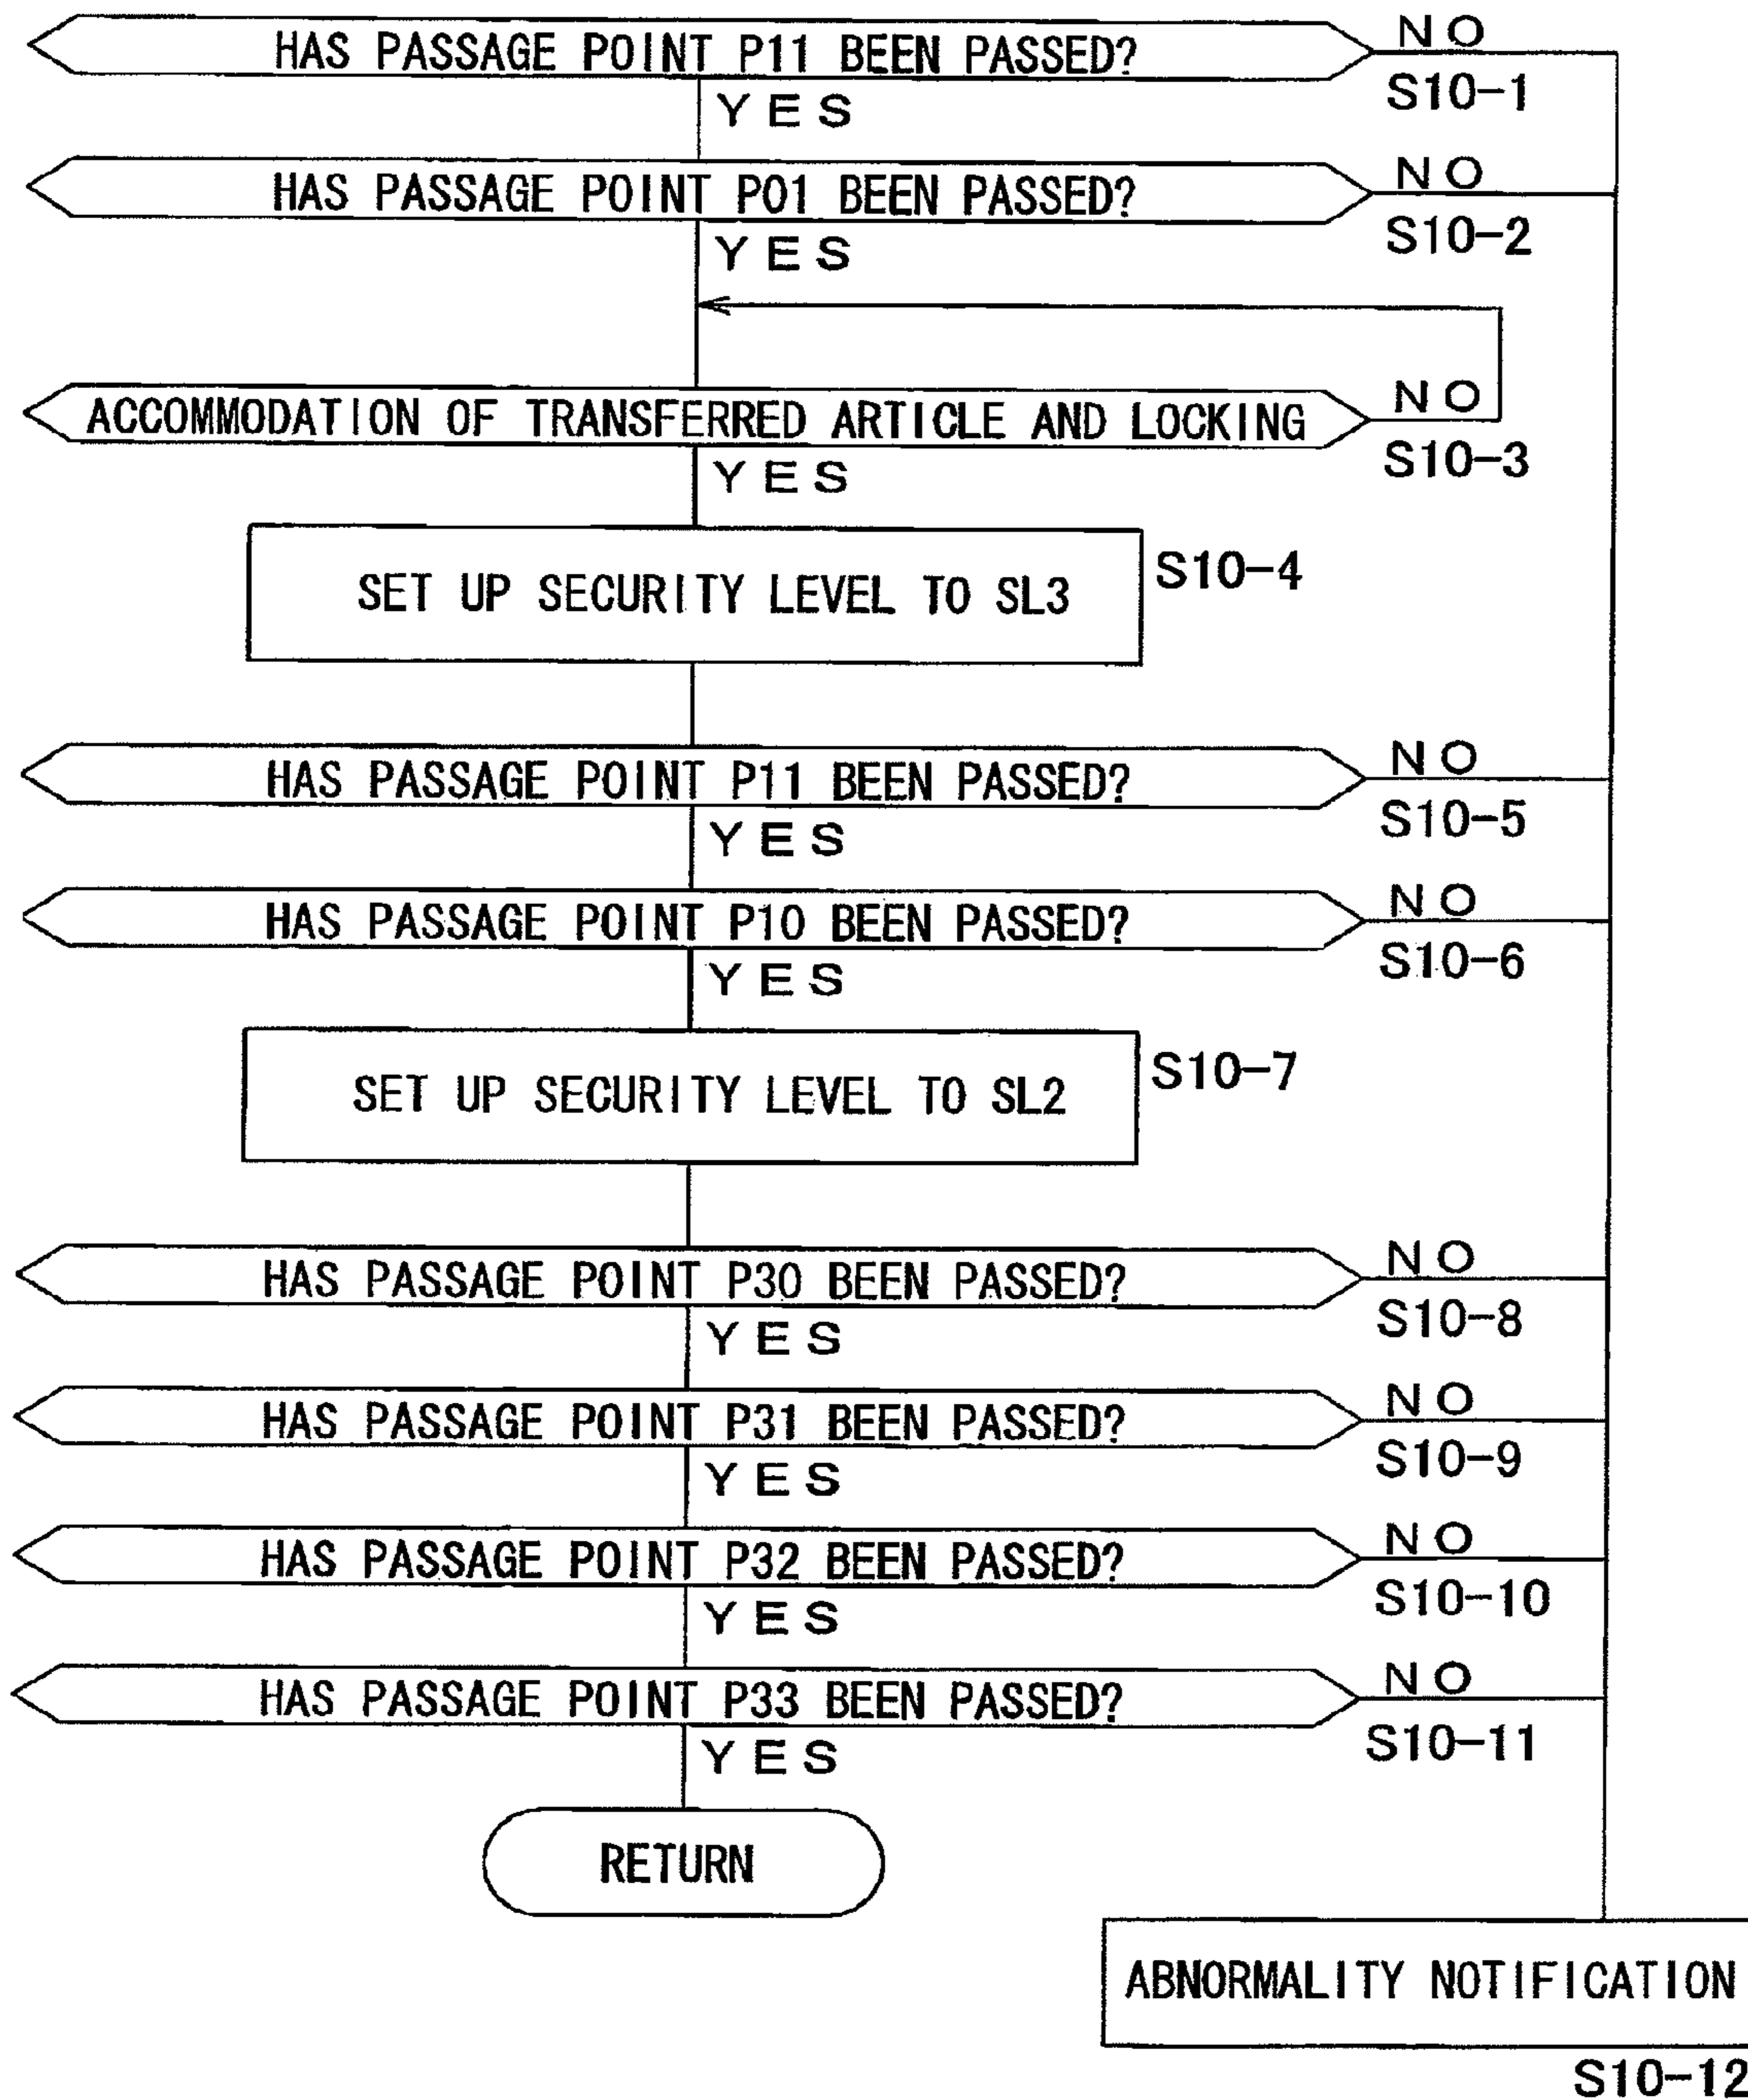 HAS PASSAGE POINT P11 BEEN PASSED?
NO
S10-1
YES
HAS PASSAGE POINT P01 BEEN PASSED?
NO
S10-2
YES
ACCOMMODATION OF TRANSFERRED ARTICLE AND LOCKING
NO
S10-3
YES
SET UP SECURITY LEVEL TO SL3
S10-4
HAS PASSAGE POINT P11 BEEN PASSED?
NO
S10-5
YES
HAS PASSAGE POINT P10 BEEN PASSED?
NO
S10-6
YES
SET UP SECURITY LEVEL TO SL2
S10-7
HAS PASSAGE POINT P30 BEEN PASSED?
NO
S10-8
YES
HAS PASSAGE POINT P31 BEEN PASSED?
NO
S10-9
YES
HAS PASSAGE POINT P32 BEEN PASSED?
NO
S10-10
YES
HAS PASSAGE POINT P33 BEEN PASSED?
NO
S10-11
YES
RETURN
ABNORMALITY NOTIFICATION
S10-12